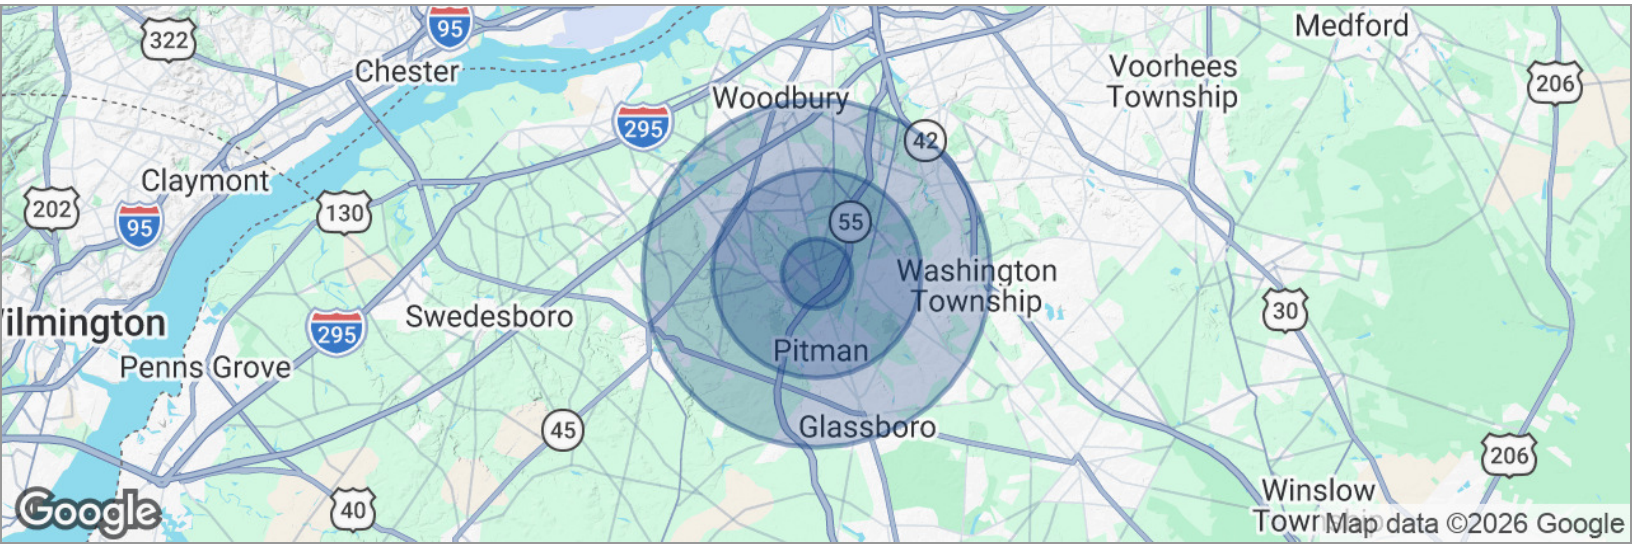 95
Medford
322
Chester
Voorhees
Township
206
Woodbury
295
42
Claymont
202
95
130
55
Washington
Township
Swedesboro
30
ilmington
295
Pitman
Penns Grove
45
Glassboro
206
Winslow
40
Google
Map data ©2026 Google